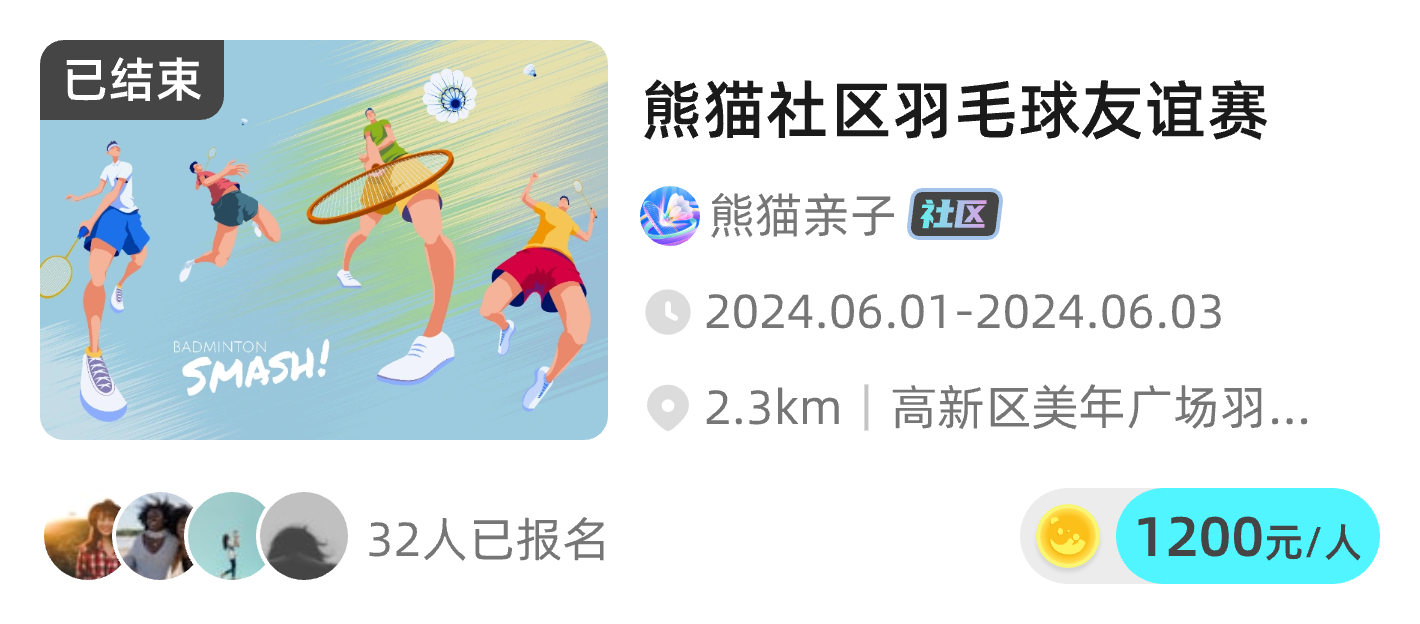 已结束
BADMINTON
SMASH!
熊猫社区羽毛球友谊赛
熊猫亲子 社区
2024.06.01-2024.06.03
2.3km | 高新区美年广场羽...
32人已报名
1200元/人